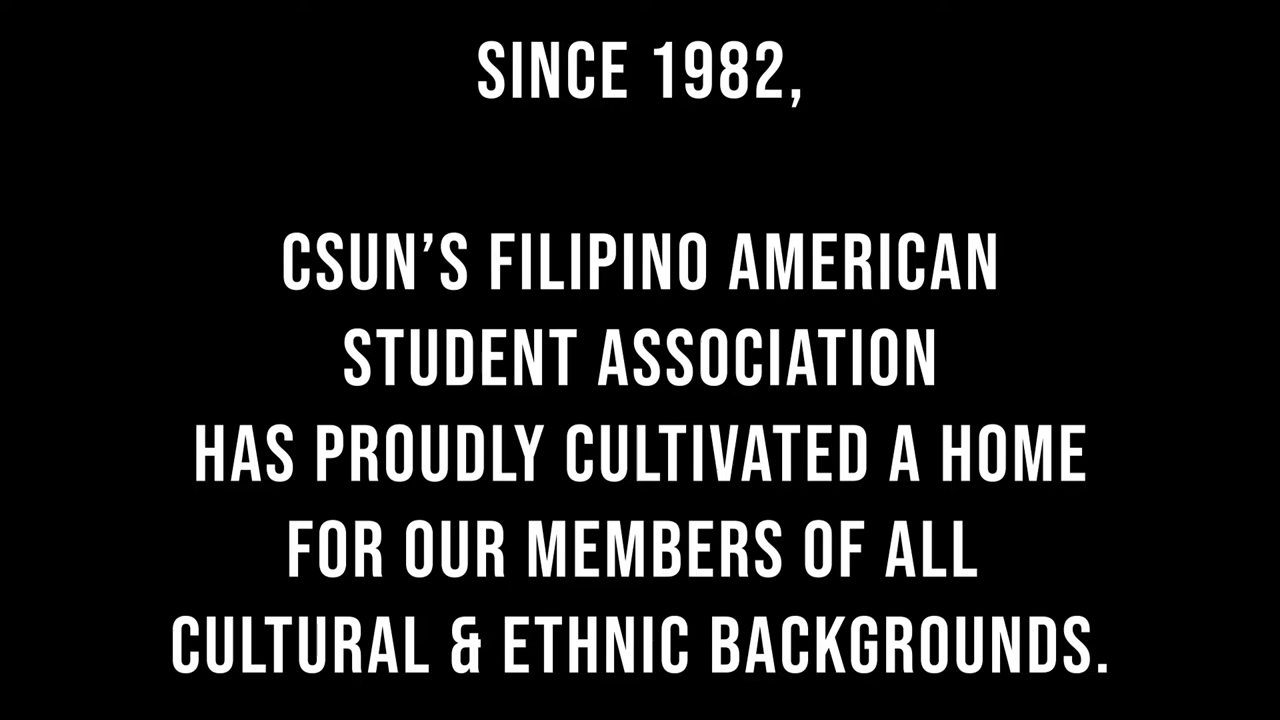 SINCE 1982,
CSUN’S FILIPINO AMERICAN
STUDENT ASSOCIATION
HAS PROUDLY CULTIVATED A HOME
FOR OUR MEMBERS OF ALL
CULTURAL & ETHNIC BACKGROUNDS.